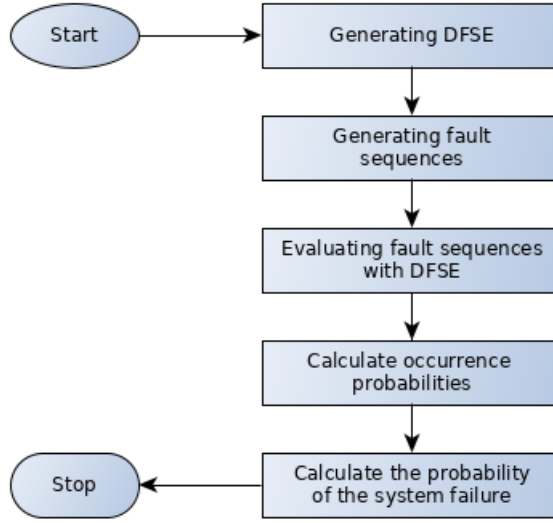 Start
Generating DFSE
Generating fault
sequences
Evaluating fault sequences
with DFSE
Calculate occurrence
probabilities
Calculate the probability
of the system failure
Stop